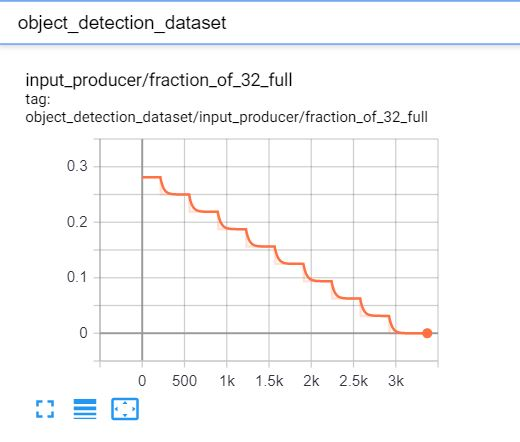 object_detection_dataset
input_producer/fraction_of_32_full
tag:
object_detection_dataset/input_producer/fraction_of_32_full
0.3
0.2
0.1
0
0 500 1k 1.5k 2k 2.5k 3k